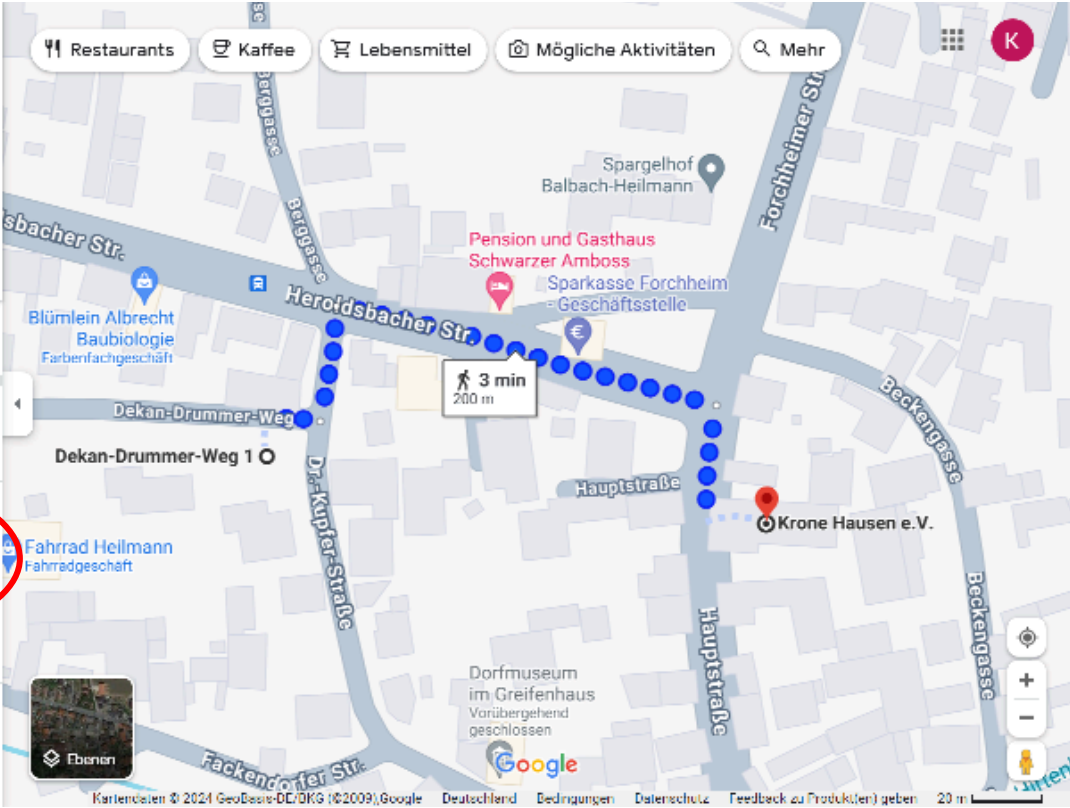 Restaurants
Kaffee
Lebensmittel
Mögliche Aktivitäten
Mehr
K
Berggasse
Forchheimer Str.
Spargelhof
Balbach-Heilmann
sbacher Str.
Berggasse
Pension und Gasthaus
Schwarzer Amboss
Sparkasse Forchheim
- Geschäftsstelle
€
Heroldsbacher Str.
Blümlein Albrecht
Baubiologie
Farbenfachgeschäft
3 min
200 m
Dekan-Drummer-Weg
Beckengasse
Dekan-Drummer-Weg 1
Hauptstraße
Krone Hausen e.V.
Dr.-Kupfer-Straße
Fahrrad Heilmann
Fahrradgeschäft
Beckengasse
Hauptstraße
Dorfmuseum
im Greifenhaus
Vorübergehend
geschlossen
Fackendorfer Str.
Google
Ebenen
Kartendaten © 2024 GeoBasis-DE/BKG (©2009),Google Deutschland Bedingungen Datenschutz Feedback zu Produkt(en) geben 20 m